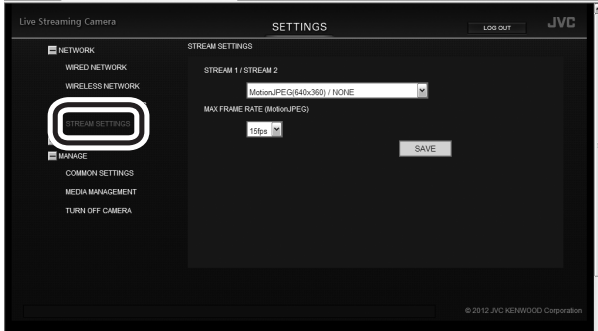 Live Streaming Camera
SETTINGS
LOG OUT
JVC
NETWORK
WIRED NETWORK
WIRELESS NETWORK
STREAM SETTINGS
MANAGE
COMMON SETTINGS
MEDIA MANAGEMENT
TURN OFF CAMERA
STREAM SETTINGS
STREAM 1 / STREAM 2
MotionJPEG(640x360) / NONE
MAX FRAME RATE (MotionJPEG)
15fps
SAVE
© 2012 JVC KENWOOD Corporation